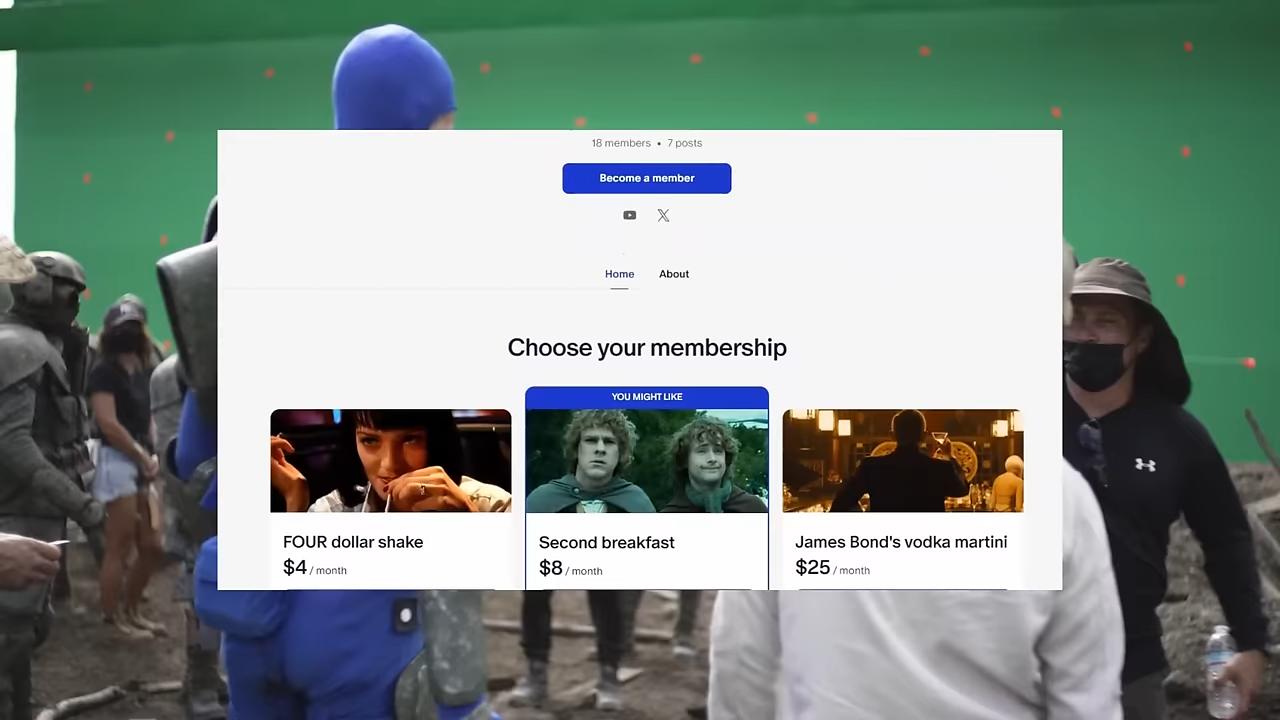 18 members • 7 posts
Become a member
Home About
Choose your membership
YOU MIGHT LIKE
FOUR dollar shake
$4 / month
Second breakfast
$8 / month
James Bond's vodka martini
$25 / month